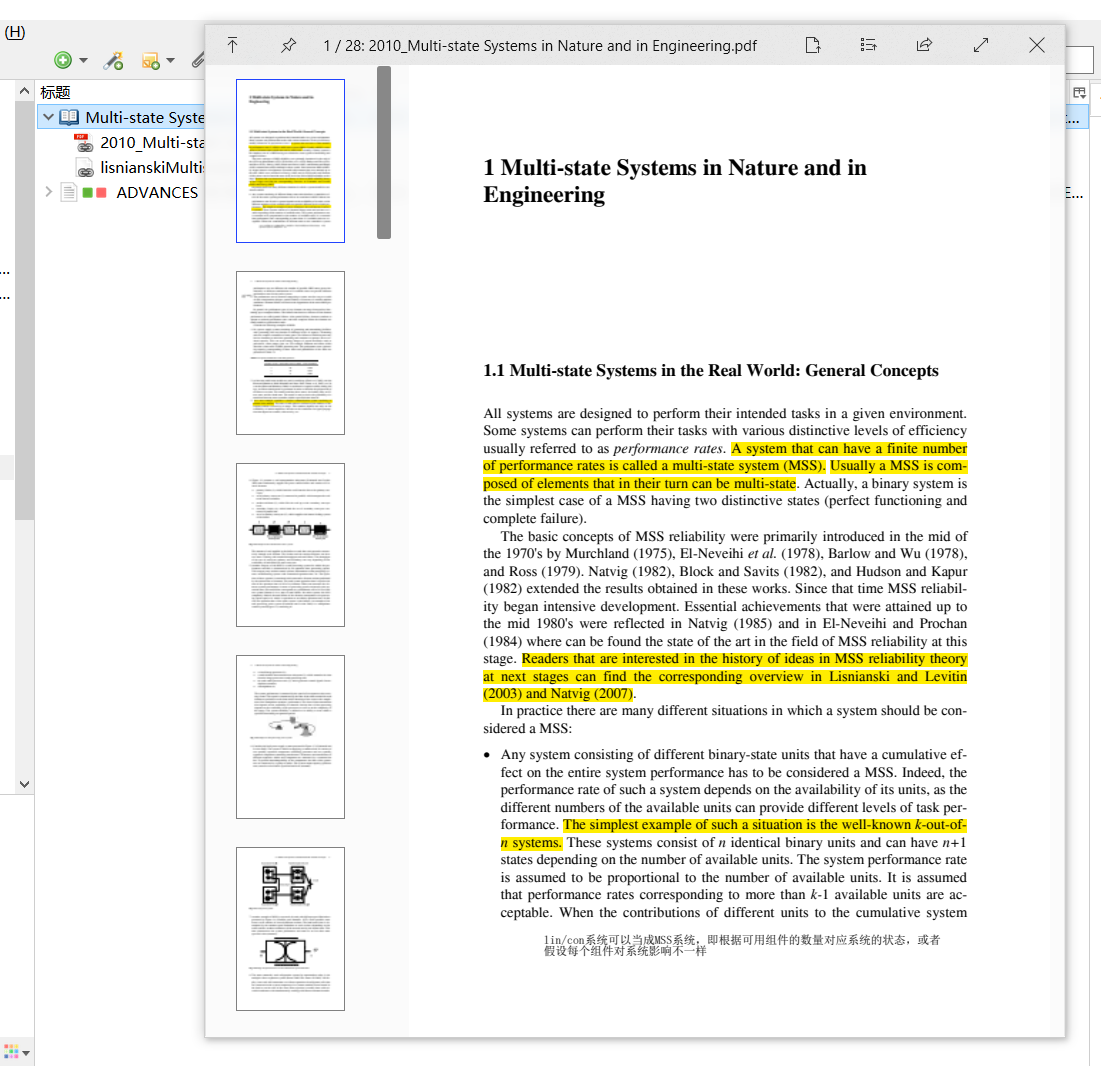 (H)
1 / 28: 2010_Multi-state Systems in Nature and in Engineering.pdf
标题
Multi-state Syste
...
2010_Multi-sta
lisnianskiMulti
ADVANCES
E...
...
...
1 Multi-state Systems in Nature and in
Engineering
1.1 Multi-state Systems in the Real World: General Concepts
All systems are designed to perform their intended tasks in a given environment.
Some systems can perform their tasks with various distinctive levels of efficiency
usually referred to as performance rates. A system that can have a finite number
of performance rates is called a multi-state system (MSS). Usually a MSS is com-
posed of elements that in their turn can be multi-state. Actually, a binary system is
the simplest case of a MSS having two distinctive states (perfect functioning and
complete failure).
The basic concepts of MSS reliability were primarily introduced in the mid of
the 1970's by Murchland (1975), El-Neveihi et al. (1978), Barlow and Wu (1978),
and Ross (1979). Natvig (1982), Block and Savits (1982), and Hudson and Kapur
(1982) extended the results obtained in these works. Since that time MSS reliabil-
ity began intensive development. Essential achievements that were attained up to
the mid 1980's were reflected in Natvig (1985) and in El-Neveihi and Prochan
(1984) where can be found the state of the art in the field of MSS reliability at this
stage. Readers that are interested in the history of ideas in MSS reliability theory
at next stages can find the corresponding overview in Lisnianski and Levitin
(2003) and Natvig (2007).
In practice there are many different situations in which a system should be con-
sidered a MSS:
• Any system consisting of different binary-state units that have a cumulative ef-
fect on the entire system performance has to be considered a MSS. Indeed, the
performance rate of such a system depends on the availability of its units, as the
different numbers of the available units can provide different levels of task per-
formance. The simplest example of such a situation is the well-known k-out-of-
n systems. These systems consist of n identical binary units and can have n+1
states depending on the number of available units. The system performance rate
is assumed to be proportional to the number of available units. It is assumed
that performance rates corresponding to more than k-1 available units are ac-
ceptable. When the contributions of different units to the cumulative system
lin/con系统可以当成MSS系统，即根据可用组件的数量对应系统的状态，或者
假设每个组件对系统影响不一样